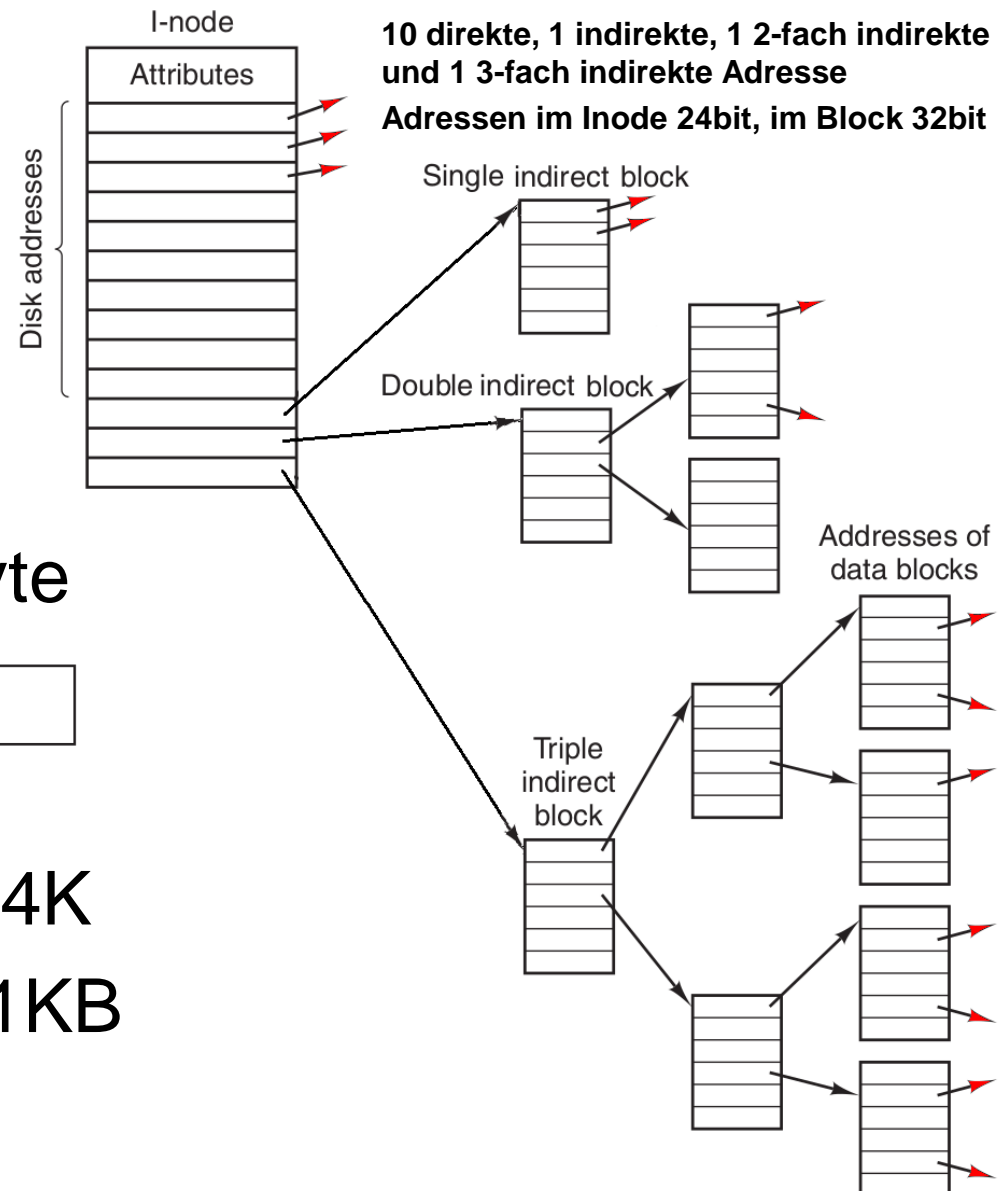 I-node
10 direkte, 1 indirekte, 1 2-fach indirekte
und 1 3-fach indirekte Adresse
Attributes
Adressen im Inode 24bit, im Block 32bit
Disk addresses
Single indirect block
Double indirect block
Addresses of
data blocks
Triple
indirect
block
4K
1KB